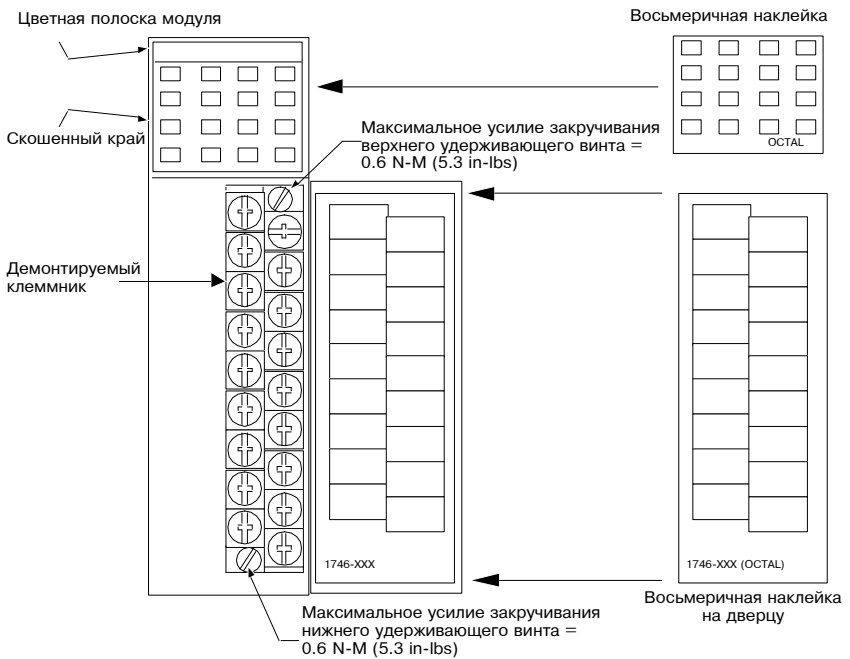 Цветная полоска модуля
Восьмеричная наклейка
OCTAL
Скошенный край
Максимальное усилие закручивания
верхнего удерживающего винта =
0.6 N-M (5.3 in-lbs)
Демонтируемый
клеммник
1746-XXX
1746-XXX (OCTAL)
Восьмеричная наклейка
на дверцу
Максимальное усилие закручивания
нижнего удерживающего винта =
0.6 N-M (5.3 in-lbs)